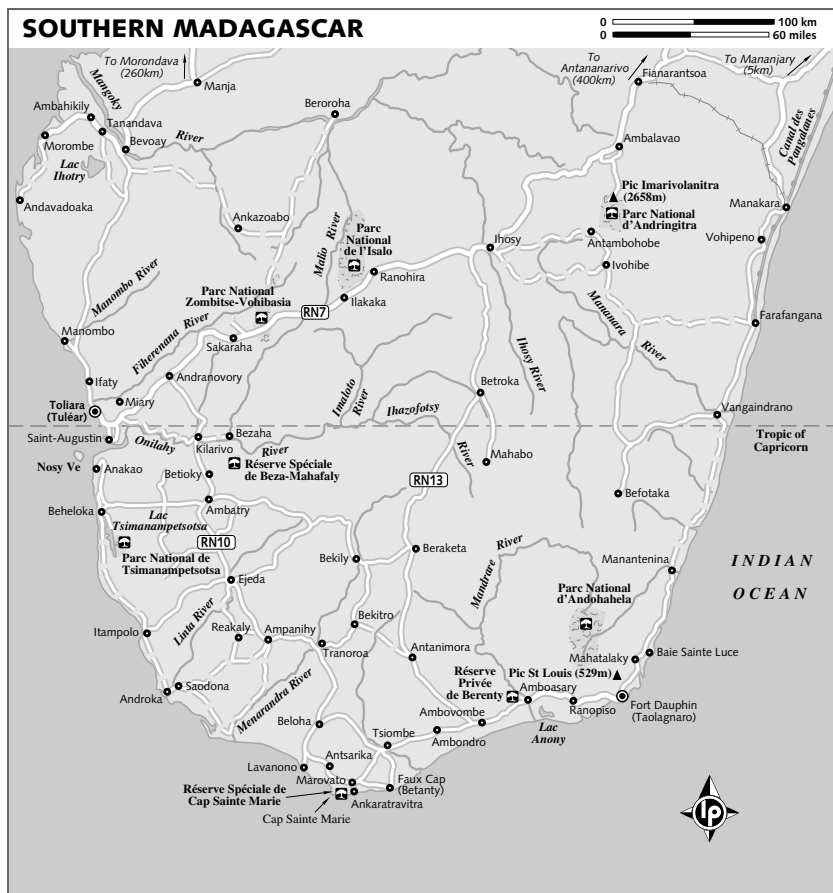 SOUTHERN MADAGASCAR
0 100 km
0 60 miles
To Morondava
(260km)
To
Antananarivo
(400km)
To Mananjary
(5km)
Fianarantsoa
Manja
Mangoky
River
Beroroha
Ambahikily
Tanandava
Morombe
Bevoay
Lac
Ihotry
Ambalavao
Canal des
Pangalanes
Pic Imarivolanitra
(2658m)
Parc National
d'Andringitra
Andavadoaka
Ankazoabo
Malio River
Parc
National
de l'Isalo
Manakara
Ihosy
Antambohobe
Vohipeno
Ivohibe
Ranohira
Manombo River
Parc National
Zombitse-Vohibasia
Ilakaka
RN7
Mananara
River
Farafangana
Manombo
Fiherenana River
Sakaraha
Ihosy River
Ifaty
Andranovory
Imaloto
River
Betroka
Toliara
(Tuléar)
Miary
Ihazofotsy
River
Vangaindrano
Saint-Augustin
Onilahy
River
Kilarivo
Bezaha
Tropic of
Capricorn
Nosy Ve
Anakao
Betioky
Réserve Spéciale
de Beza-Mahafaly
Mahabo
RN13
Beheloka
Lac
Tsimanampetsotsa
Ambatry
Befotaka
RN10
Parc National de
Tsimanampetsotsa
Bekily
Beraketa
Mandrare River
Manantenina
INDIAN
OCEAN
Ejeda
Parc National
d'Andohahela
Linta River
Itampolo
Reakaly
Ampanihy
Bekitro
Tranoroa
Antanimora
Mahatalaky
Baie Sainte Luce
Androka
Saodona
Menarandra River
Réserve
Privée
de Berenty
Pic St Louis (529m)
Amboasary
Ranopiso
Fort Dauphin
(Taolagnaro)
Beloha
Ambovombe
Lac
Anony
Tsiombe
Ambondro
Lavanono
Antsarika
Marovato
Faux Cap
(Betanty)
Réserve Spéciale de
Cap Sainte Marie
Ankaratravitra
Cap Sainte Marie
lp